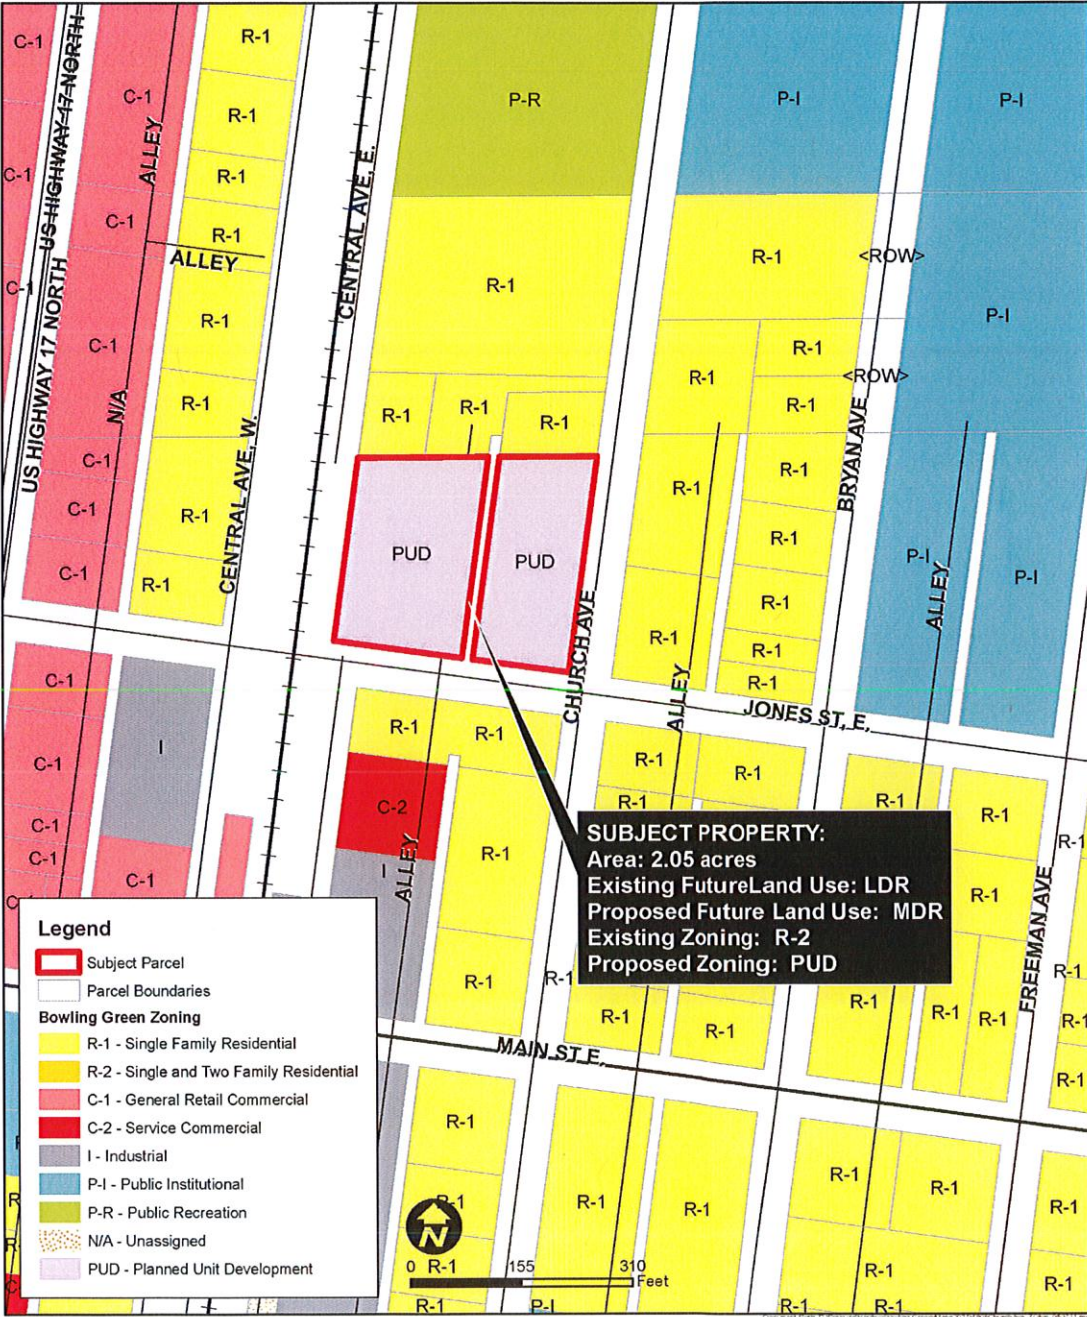 C-1
R-1
C-1
P-R
P-I
P-I
US HIGHWAY 17 NORTH
ALLEY
R-1
C-1
R-1
CENTRAL AVE, E.
C-1
R-1
ALLEY
R-1
<ROW>
C-1
R-1
P-I
US HIGHWAY 17 NORTH
R-1
C-1
R-1
R-1
<ROW>
N/A
R-1
R-1
R-1
R-1
R-1
BRYAN AVE
C-1
CENTRAL AVE, W.
R-1
R-1
C-1
R-1
R-1
PUD
PUD
P-I
P-I
C-1
R-1
ALLEY
R-1
CHURCH AVE
R-1
R-1
R-1
ALLEY
C-1
JONES ST, E.
I
R-1
R-1
R-1
R-1
C-1
C-2
R-1
R-1
R-1
C-1
ALLEY
R-1
C-1
C-1
I
R-1
R-1
SUBJECT PROPERTY:
Area: 2.05 acres
Existing FutureLand Use: LDR
Proposed Future Land Use: MDR
Existing Zoning: R-2
Proposed Zoning: PUD
FREEMAN AVE
R-1
R-1
R-1
R-1
R-1
R-1
R-1
R-1
R-1
MAIN ST E,
R-1
R-1
R-1
R-1
R-1
R-1
R-1
R-1
R-1
N
0
R-1
155
310
Feet
R-1
R-1
R-1
P-I
R-1
R-1
Legend
Subject Parcel
Parcel Boundaries
Bowling Green Zoning
R-1 - Single Family Residential
R-2 - Single and Two Family Residential
C-1 - General Retail Commercial
C-2 - Service Commercial
I - Industrial
P-I - Public Institutional
P-R - Public Recreation
N/A - Unassigned
PUD - Planned Unit Development